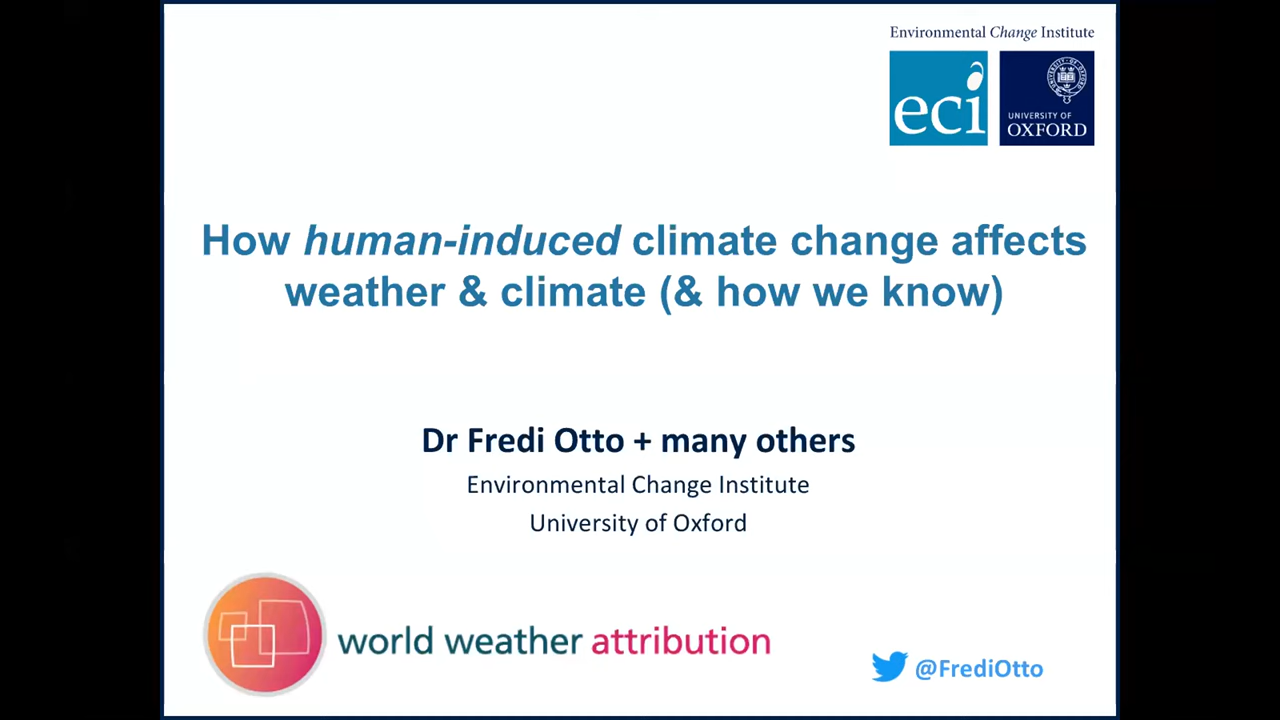 Environmental Change Institute
eci
UNIVERSITY OF
OXFORD
How human-induced climate change affects
weather & climate (& how we know)
Dr Fredi Otto + many others
Environmental Change Institute
University of Oxford
world weather attribution
@FrediOtto